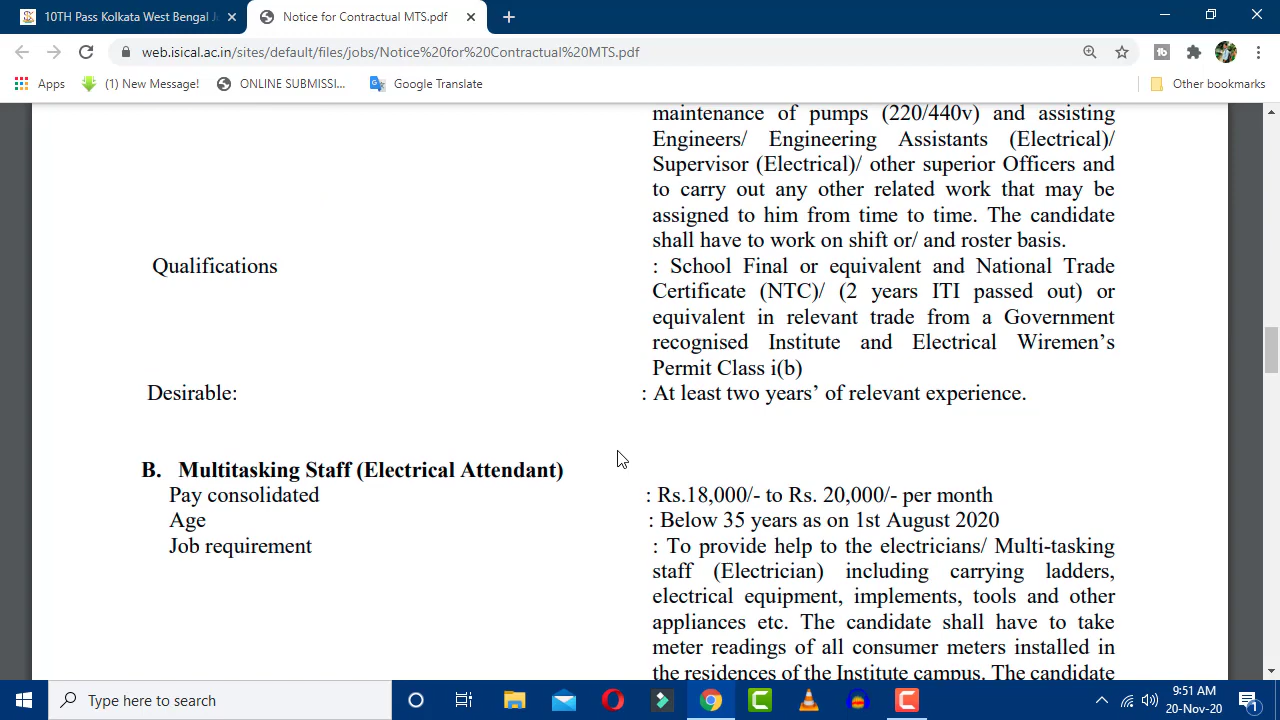 10TH Pass Kolkata West Bengal J
Notice for Contractual MTS.pdf
web.isical.ac.in/sites/default/files/jobs/Notice%20for%20Contractual%20MTS.pdf
Apps
(1) New Message!
ONLINE SUBMISSI...
Google Translate
Other bookmarks
maintenance of pumps (220/440v) and assisting
Engineers/ Engineering Assistants (Electrical)/
Supervisor (Electrical)/ other superior Officers and
to carry out any other related work that may be
assigned to him from time to time. The candidate
shall have to work on shift or/ and roster basis.
Qualifications : School Final or equivalent and National Trade
Certificate (NTC)/ (2 years ITI passed out) or
equivalent in relevant trade from a Government
recognised Institute and Electrical Wiremen’s
Permit Class i(b)
Desirable: : At least two years’ of relevant experience.
B. Multitasking Staff (Electrical Attendant)
Pay consolidated : Rs.18,000/- to Rs. 20,000/- per month
Age : Below 35 years as on 1st August 2020
Job requirement : To provide help to the electricians/ Multi-tasking
staff (Electrician) including carrying ladders,
electrical equipment, implements, tools and other
appliances etc. The candidate shall have to take
meter readings of all consumer meters installed in
the residences of the Institute campus. The candidate
Type here to search
9:51 AM
20-Nov-20
1